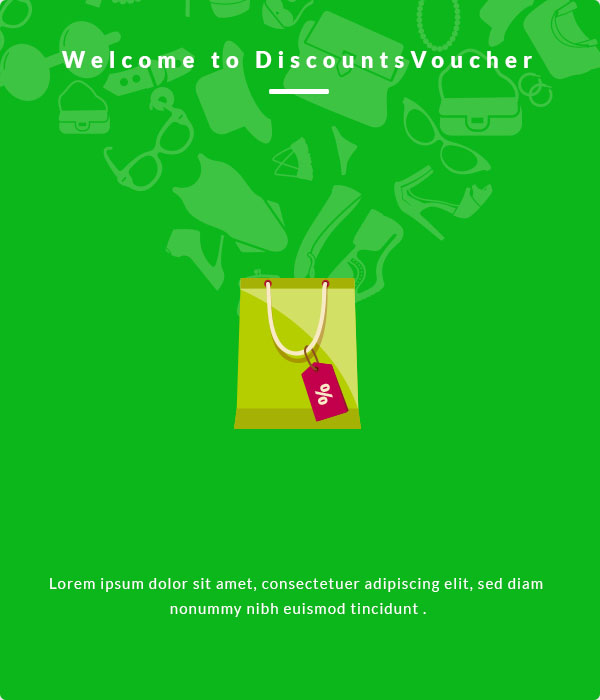 Welcome to DiscountsVoucher
%
Lorem ipsum dolor sit amet, consectetuer adipiscing elit, sed diam
nonummy nibh euismod tincidunt .